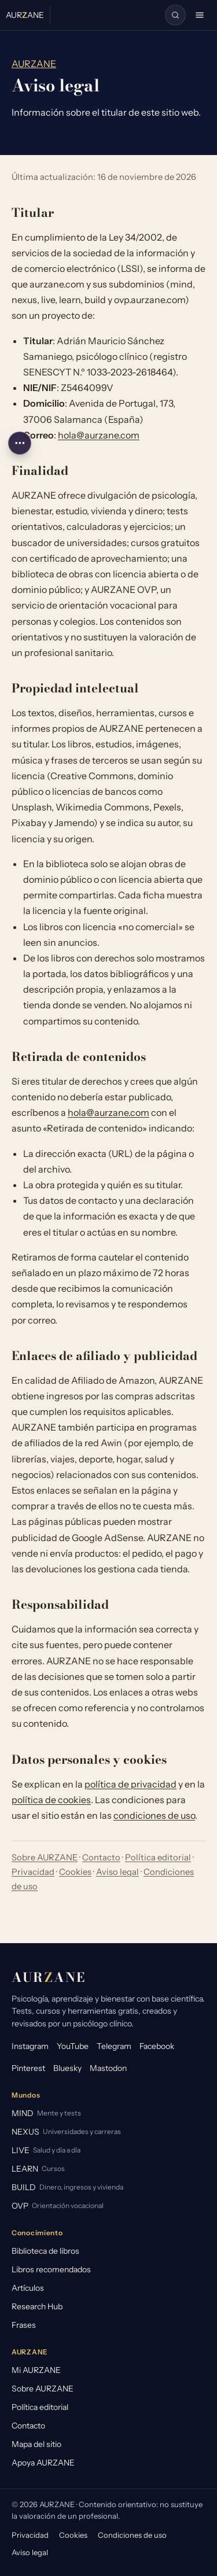 AURZANE
AURZANE
Aviso legal
Información sobre el titular de este sitio web.
Última actualización: 16 de noviembre de 2026
Titular
En cumplimiento de la Ley 34/2002, de
servicios de la sociedad de la información y
de comercio electrónico (LSSI), se informa de
que aurzane.com y sus subdominios (mind,
nexus, live, learn, build y ovp.aurzane.com)
son un proyecto de:
• Titular: Adrián Mauricio Sánchez
Samaniego, psicólogo clínico (registro
SENESCYT N.º 1033-2023-2618464).
• NIE/NIF: Z5464099V
• Domicilio: Avenida de Portugal, 173,
37006 Salamanca (España)
Correo: hola@aurzane.com
Finalidad
AURZANE ofrece divulgación de psicología,
bienestar, estudio, vivienda y dinero; tests
orientativos, calculadoras y ejercicios; un
buscador de universidades; cursos gratuitos
con certificado de aprovechamiento; una
biblioteca de obras con licencia abierta o de
dominio público; y AURZANE OVP, un
servicio de orientación vocacional para
personas y colegios. Los contenidos son
orientativos y no sustituyen la valoración de
un profesional sanitario.
Propiedad intelectual
Los textos, diseños, herramientas, cursos e
informes propios de AURZANE pertenecen a
su titular. Los libros, estudios, imágenes,
música y frases de terceros se usan según su
licencia (Creative Commons, dominio
público o licencias de bancos como
Unsplash, Wikimedia Commons, Pexels,
Pixabay y Jamendo) y se indica su autor, su
licencia y su origen.
• En la biblioteca solo se alojan obras de
dominio público o con licencia abierta que
permite compartirlas. Cada ficha muestra
la licencia y la fuente original.
• Los libros con licencia «no comercial» se
leen sin anuncios.
• De los libros con derechos solo mostramos
la portada, los datos bibliográficos y una
descripción propia, y enlazamos a la
tienda donde se venden. No alojamos ni
compartimos su contenido.
Retirada de contenidos
Si eres titular de derechos y crees que algún
contenido no debería estar publicado,
escríbenos a hola@aurzane.com con el
asunto «Retirada de contenido» indicando:
• La dirección exacta (URL) de la página o
del archivo.
• La obra protegida y quién es su titular.
• Tus datos de contacto y una declaración
de que la información es exacta y de que
eres el titular o actúas en su nombre.
Retiramos de forma cautelar el contenido
señalado en un plazo máximo de 72 horas
desde que recibimos la comunicación
completa, lo revisamos y te respondemos
por correo.
Enlaces de afiliado y publicidad
En calidad de Afiliado de Amazon, AURZANE
obtiene ingresos por las compras adscritas
que cumplen los requisitos aplicables.
AURZANE también participa en programas
de afiliados de la red Awin (por ejemplo, de
librerías, viajes, deporte, hogar, salud y
negocios) relacionados con sus contenidos.
Estos enlaces se señalan en la página y
comprar a través de ellos no te cuesta más.
Las páginas públicas pueden mostrar
publicidad de Google AdSense. AURZANE no
vende ni envía productos: el pedido, el pago y
las devoluciones los gestiona cada tienda.
Responsabilidad
Cuidamos que la información sea correcta y
cite sus fuentes, pero puede contener
errores. AURZANE no se hace responsable
de las decisiones que se tomen solo a partir
de sus contenidos. Los enlaces a otras webs
se ofrecen como referencia y no controlamos
su contenido.
Datos personales y cookies
Se explican en la política de privacidad y en la
política de cookies. Las condiciones para
usar el sitio están en las condiciones de uso.
Sobre AURZANE · Contacto · Política editorial ·
Privacidad · Cookies · Aviso legal · Condiciones
de uso
AURZANE
Psicología, aprendizaje y bienestar con base científica.
Tests, cursos y herramientas gratis, creados y
revisados por un psicólogo clínico.
Instagram YouTube Telegram Facebook
Pinterest Bluesky Mastodon
Mundos
MIND Mente y tests
NEXUS Universidades y carreras
LIVE Salud y día a día
LEARN Cursos
BUILD Dinero, ingresos y vivienda
OVP Orientación vocacional
Conocimiento
Biblioteca de libros
Libros recomendados
Artículos
Research Hub
Frases
AURZANE
Mi AURZANE
Sobre AURZANE
Política editorial
Contacto
Mapa del sitio
Apoya AURZANE
© 2026 AURZANE · Contenido orientativo: no sustituye
la valoración de un profesional.
Privacidad Cookies Condiciones de uso
Aviso legal